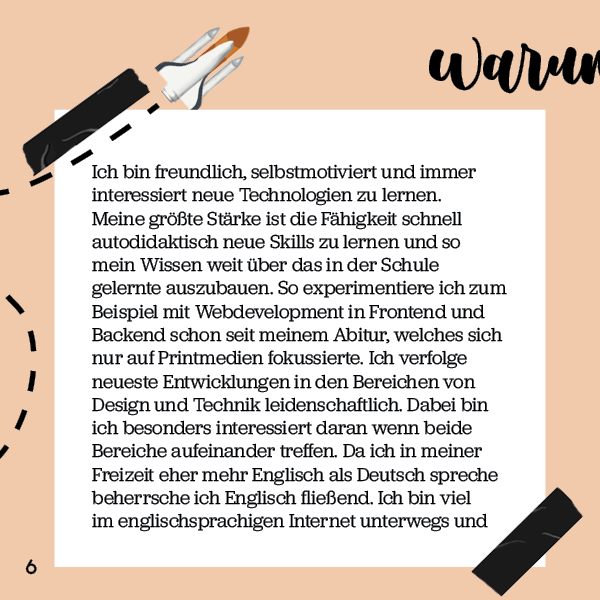 warum
Ich bin freundlich, selbstmotiviert und immer
interessiert neue Technologien zu lernen.
Meine größte Stärke ist die Fähigkeit schnell
autodidaktisch neue Skills zu lernen und so
mein Wissen weit über das in der Schule
gelernte auszubauen. So experimentiere ich zum
Beispiel mit Webdevelopment in Frontend und
Backend schon seit meinem Abitur, welches sich
nur auf Printmedien fokussierte. Ich verfolge
neueste Entwicklungen in den Bereichen von
Design und Technik leidenschaftlich. Dabei bin
ich besonders interessiert daran wenn beide
Bereiche aufeinander treffen. Da ich in meiner
Freizeit eher mehr Englisch als Deutsch spreche
beherrsche ich Englisch fließend. Ich bin viel
im englischsprachigen Internet unterwegs und
6